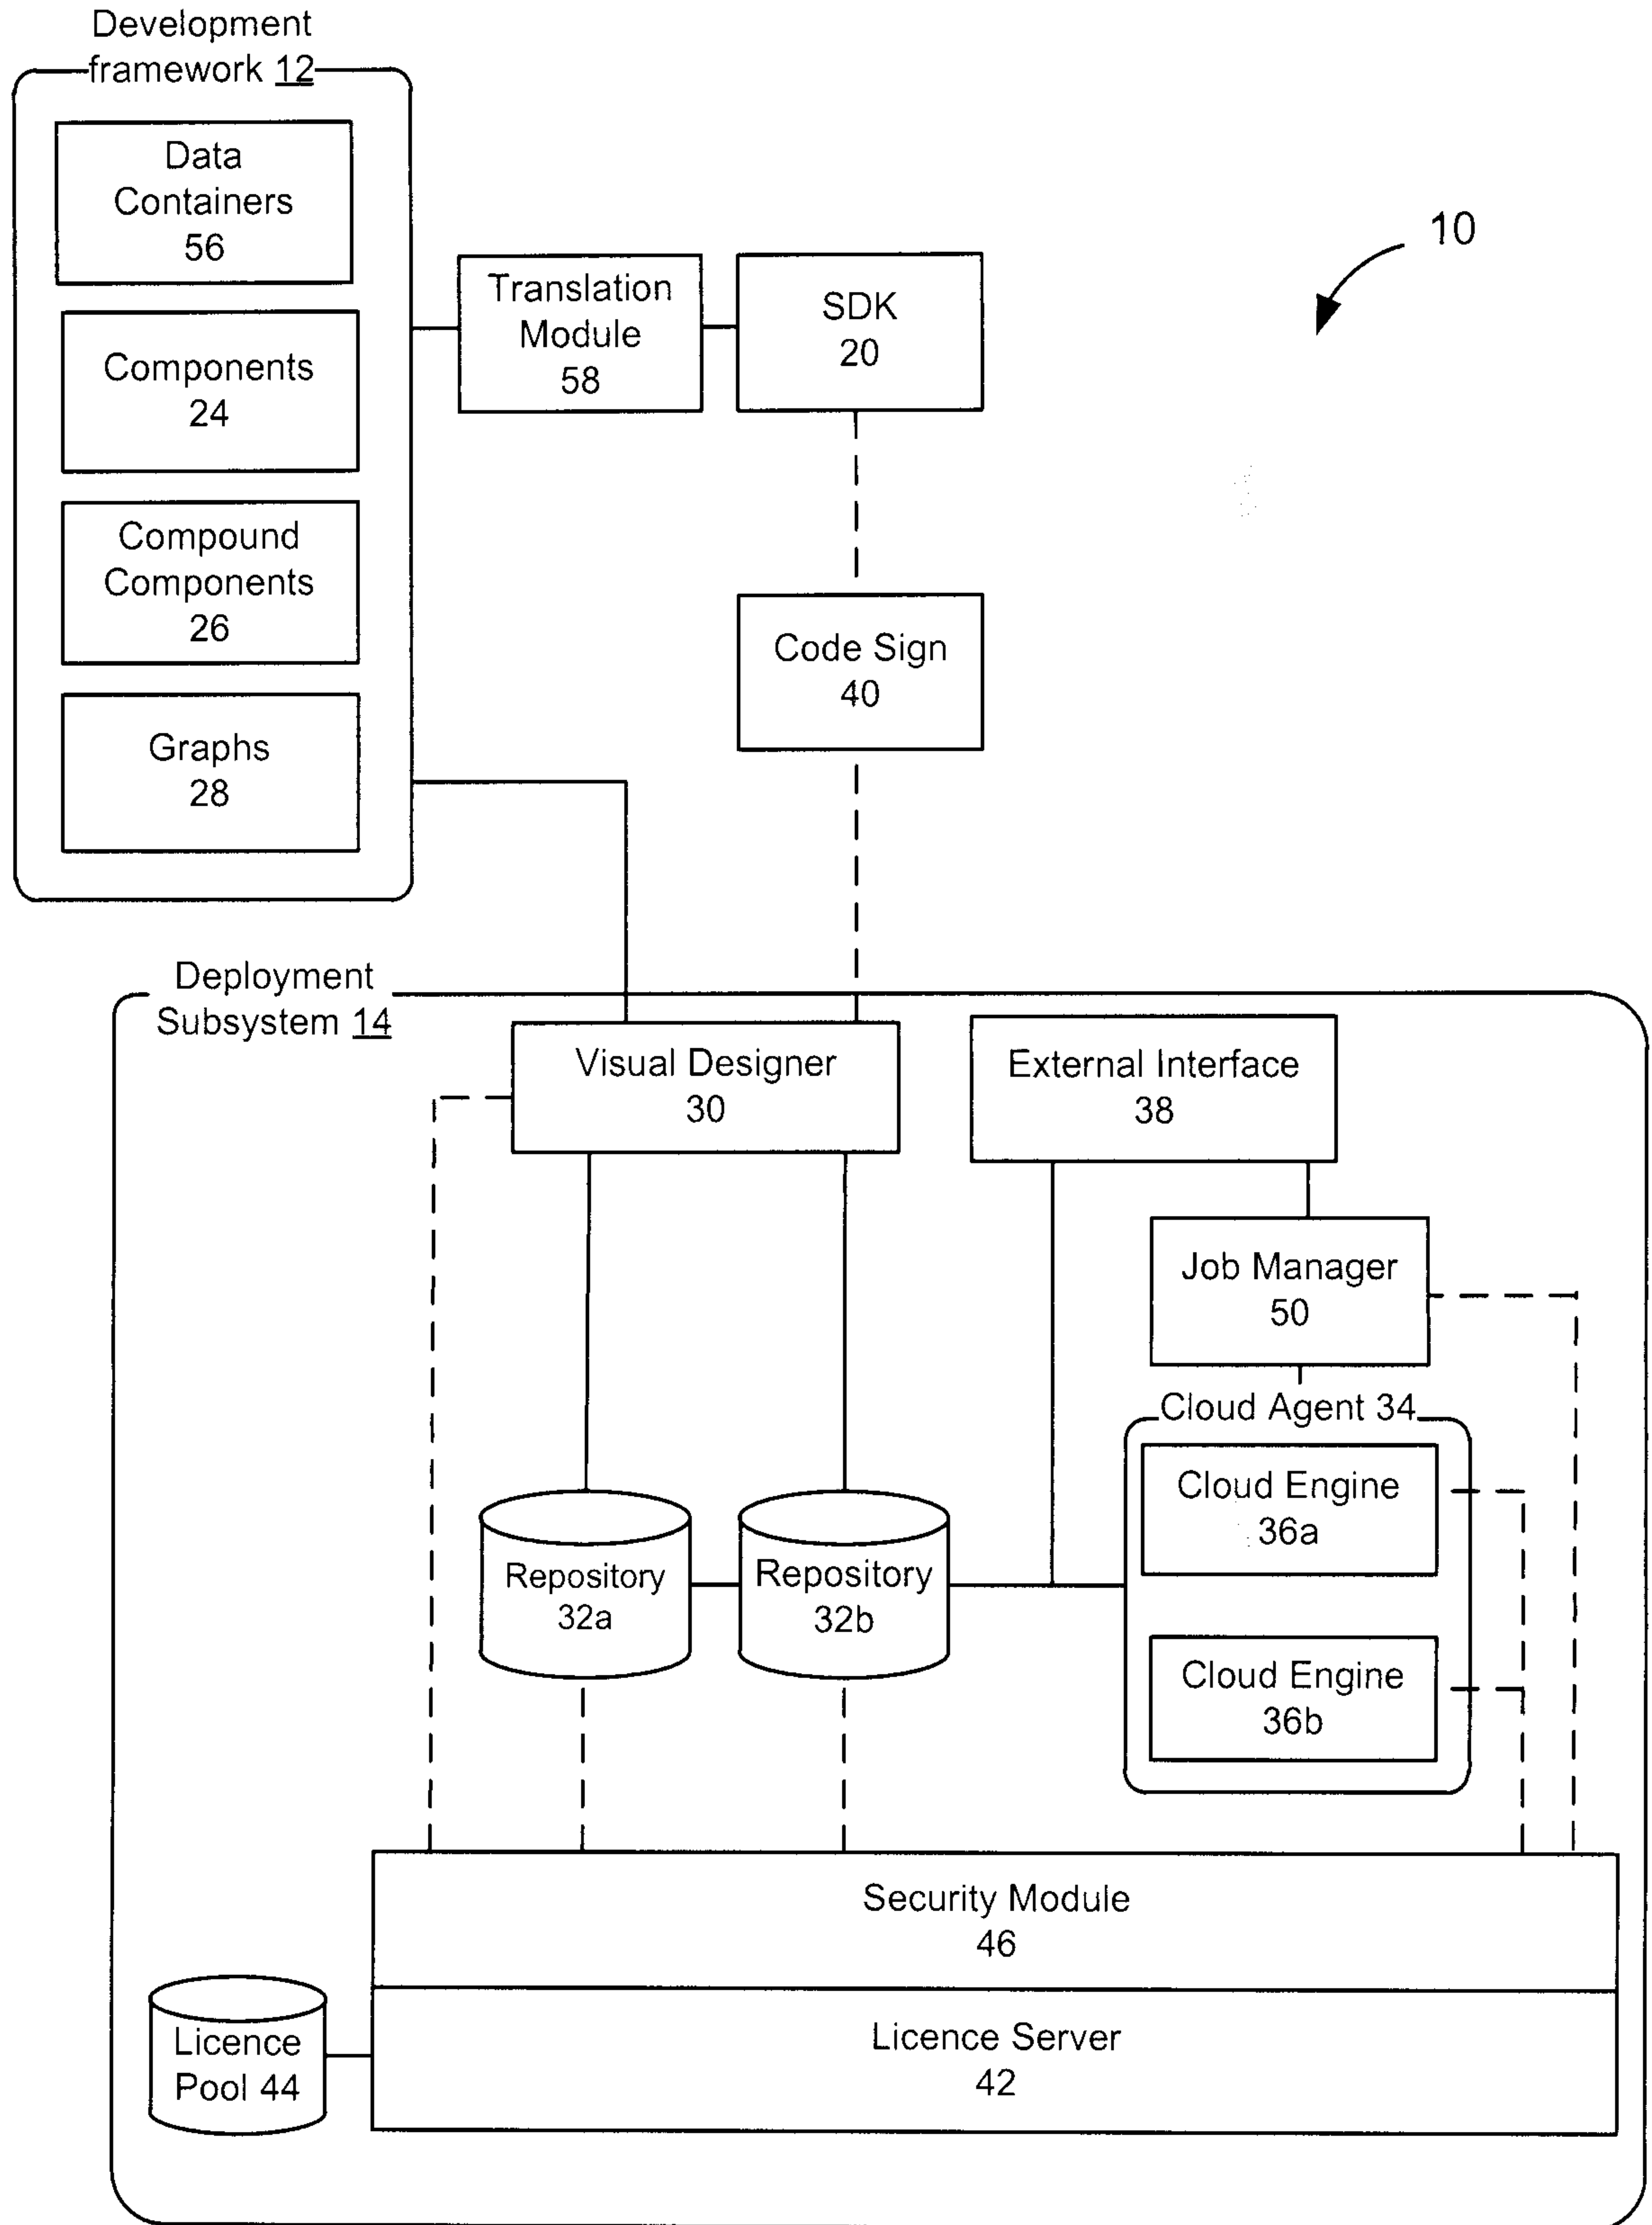 Development
framework 12
Data
Containers
56
Components
24
Compound
Components
26
Graphs
28
Translation
Module
58
SDK
20
10
Code Sign
40
Deployment
Subsystem 14
Visual Designer
30
External Interface
38
Job Manager
50
Cloud Agent 34
Cloud Engine
36a
Cloud Engine
36b
Repository
32a
Repository
32b
Security Module
46
Licence Server
42
Licence
Pool 44